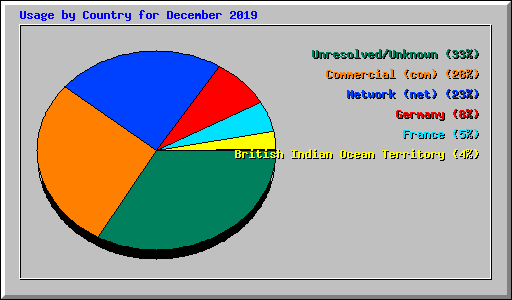 Usage by Country for December 2019
Unresolved/Unknown (33%)
Commercial (com) (28%)
Network (net) (23%)
Germany (8%)
France (5%)
British Indian Ocean Territory (4%)